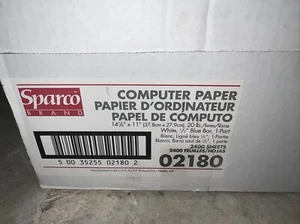 Sparco
BRAND
COMPUTER PAPER
PAPIER D'ORDINATEUR
PAPEL DE COMPUTO
14⅞" x 11" (37.8cm x 27.9cm), 20 lbs/livres/libras
White, ½" Blue Bar, 1-Part
Blanc, Ligné bleu ½", 1-Partie
Blanco, Barra azul de ½", 1 parte
2400 SHEETS
2400 FEUILLES/HOJAS
02180
5 00 35255 02180 2